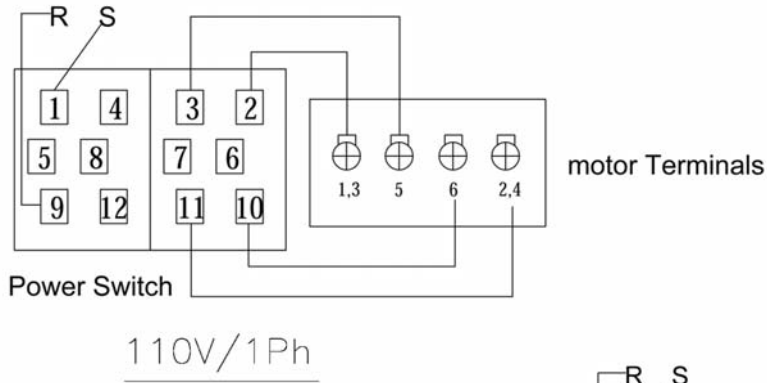 R S
1 4 3 2
5 8 7 6
9 12 11 10
1,3 5 6 2,4
motor Terminals
Power Switch
110V/1Ph
R S